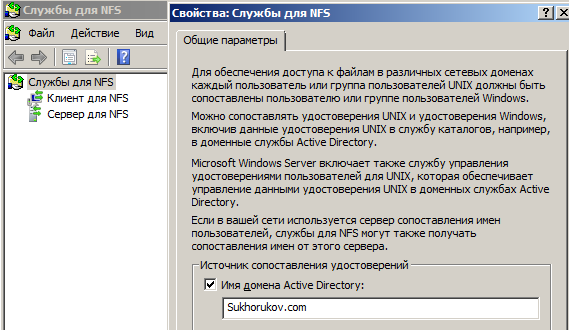 Службы для NFS
Файл Действие Вид
Службы для NFS
Клиент для NFS
Сервер для NFS
Свойства: Службы для NFS
Общие параметры
Для обеспечения доступа к файлам в различных сетевых доменах
каждый пользователь или группа пользователей UNIX должны быть
сопоставлены пользователю или группе пользователей Windows.
Можно сопоставлять удостоверения UNIX и удостоверения Windows,
включив данные удостоверения UNIX в службу каталогов, например,
в доменные службы Active Directory.
Microsoft Windows Server включает также службу управления
удостоверениями пользователей для UNIX, которая обеспечивает
управление данными удостоверения UNIX в доменных службах Active
Directory.
Если в вашей сети используется сервер сопоставления имен
пользователей, службы для NFS могут также получать
сопоставления имен от этого сервера.
Источник сопоставления удостоверений
Имя домена Active Directory:
Sukhorukov.com